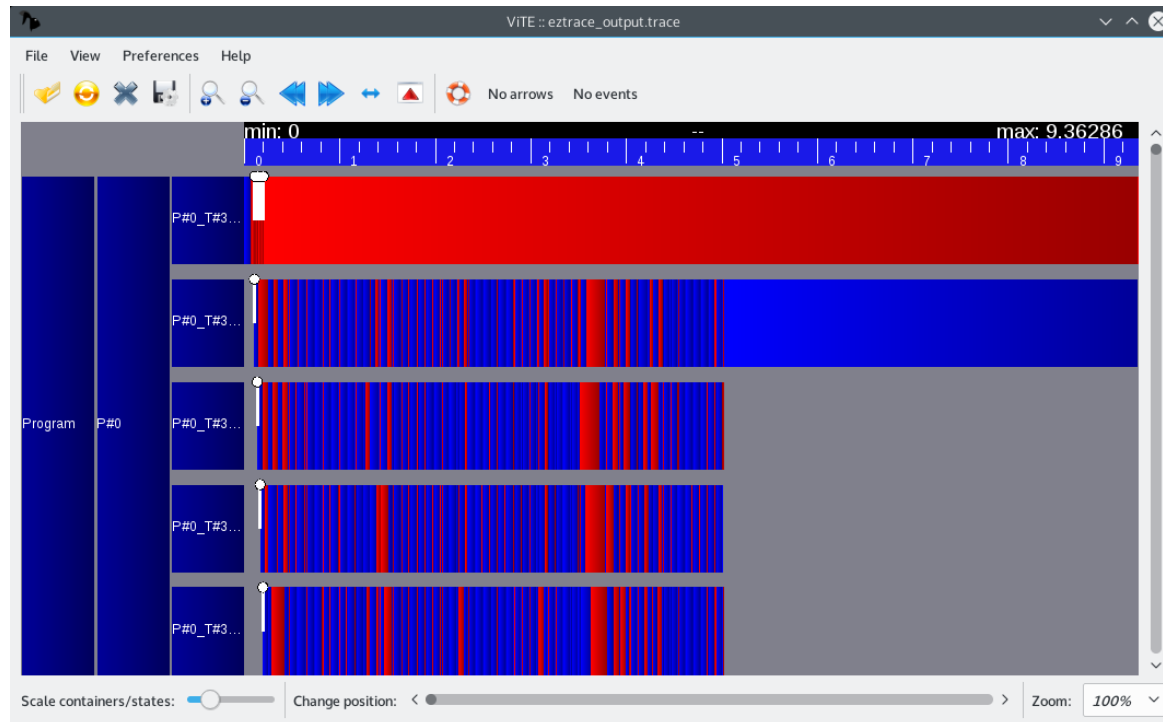 ViTE :: eztrace_output.trace
File View Preferences Help
No arrows No events
min: 0 -- max: 9.36286
0 1 2 3 4 5 6 7 8 9
P#0_T#3...
P#0_T#3...
Program P#0 P#0_T#3...
P#0_T#3...
P#0_T#3...
Scale containers/states: Change position: Zoom: 100%